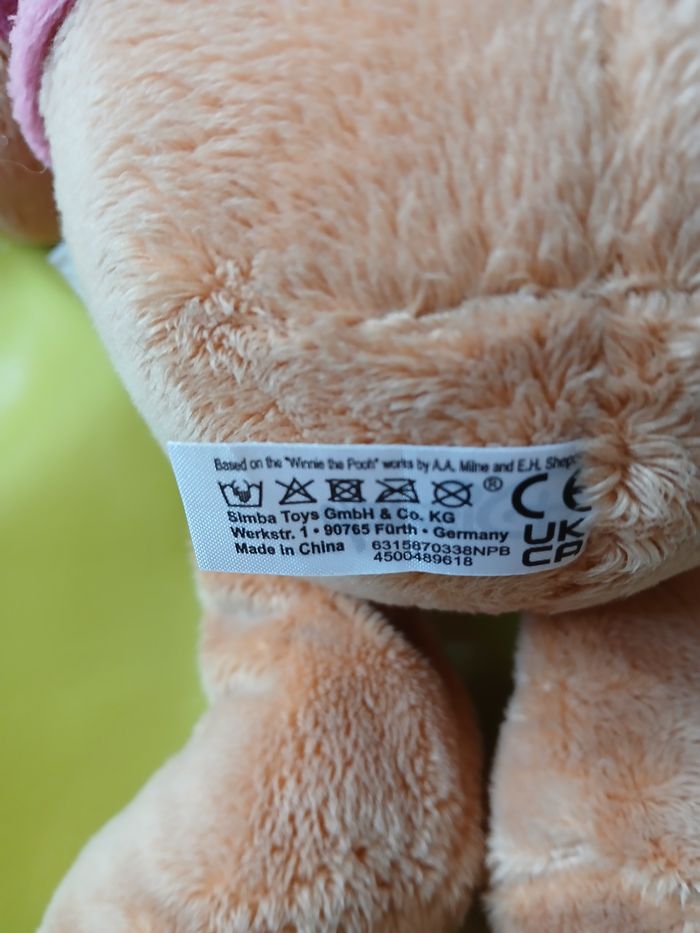 Based on the "Winnie the Pooh" works by A.A. Milne and E.H.
®
CE
Simba Toys GmbH & Co. KG
Werkstr. 1 • 90765 Fürth • Germany
UK
CA
Made in China
6315870338NPB
4500489618